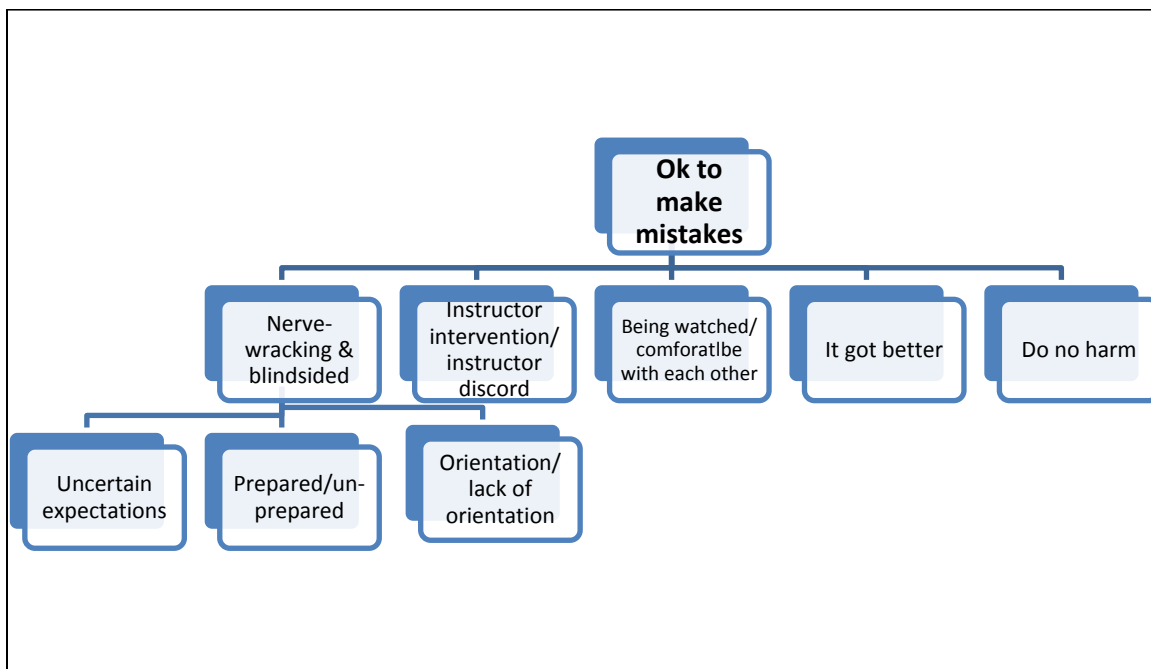 Ok to
make
mistakes
Nerve-
wracking &
blindsided
Instructor
intervention/
instructor
discord
Being watched/
comforatlbe
with each other
It got better
Do no harm
Uncertain
expectations
Prepared/un-
prepared
Orientation/
lack of
orientation